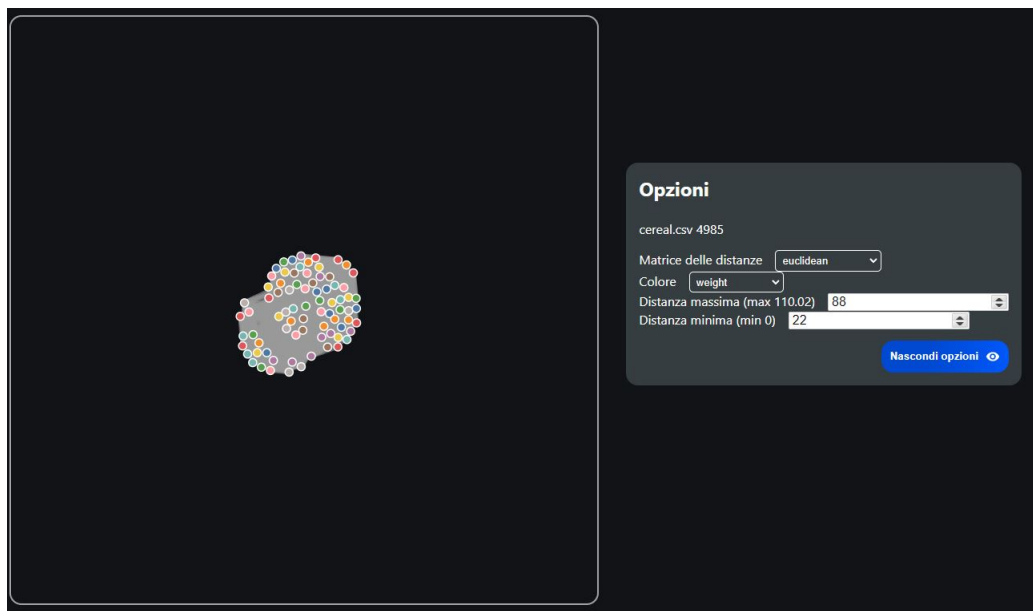 Opzioni
cereal.csv 4985
Matrice delle distanze euclidean
Colore weight
Distanza massima (max 110.02) 88
Distanza minima (min 0) 22
Nascondi opzioni